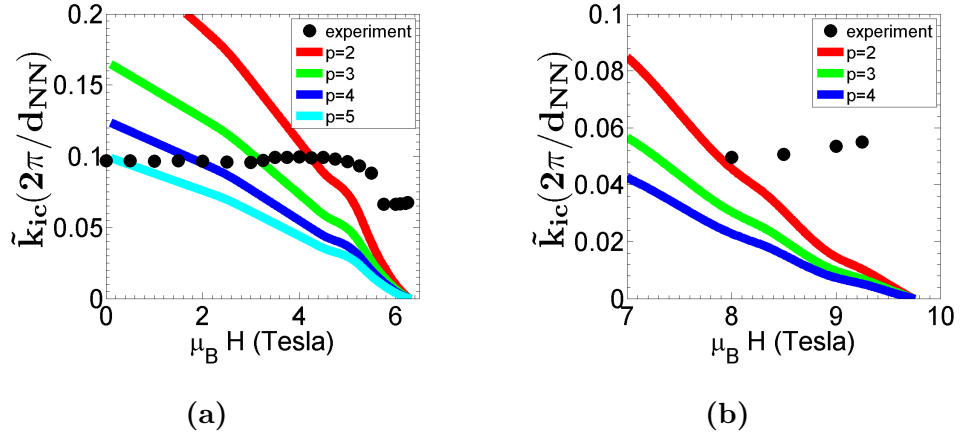 0.2
0.15
0.1
0.05
0
k̃ic(2π/dNN)
experiment
p=2
p=3
p=4
p=5
0 2 4 6
μB H (Tesla)
(a)
0.1
0.08
0.06
0.04
0.02
0
k̃ic(2π/dNN)
experiment
p=2
p=3
p=4
7 8 9 10
μB H (Tesla)
(b)